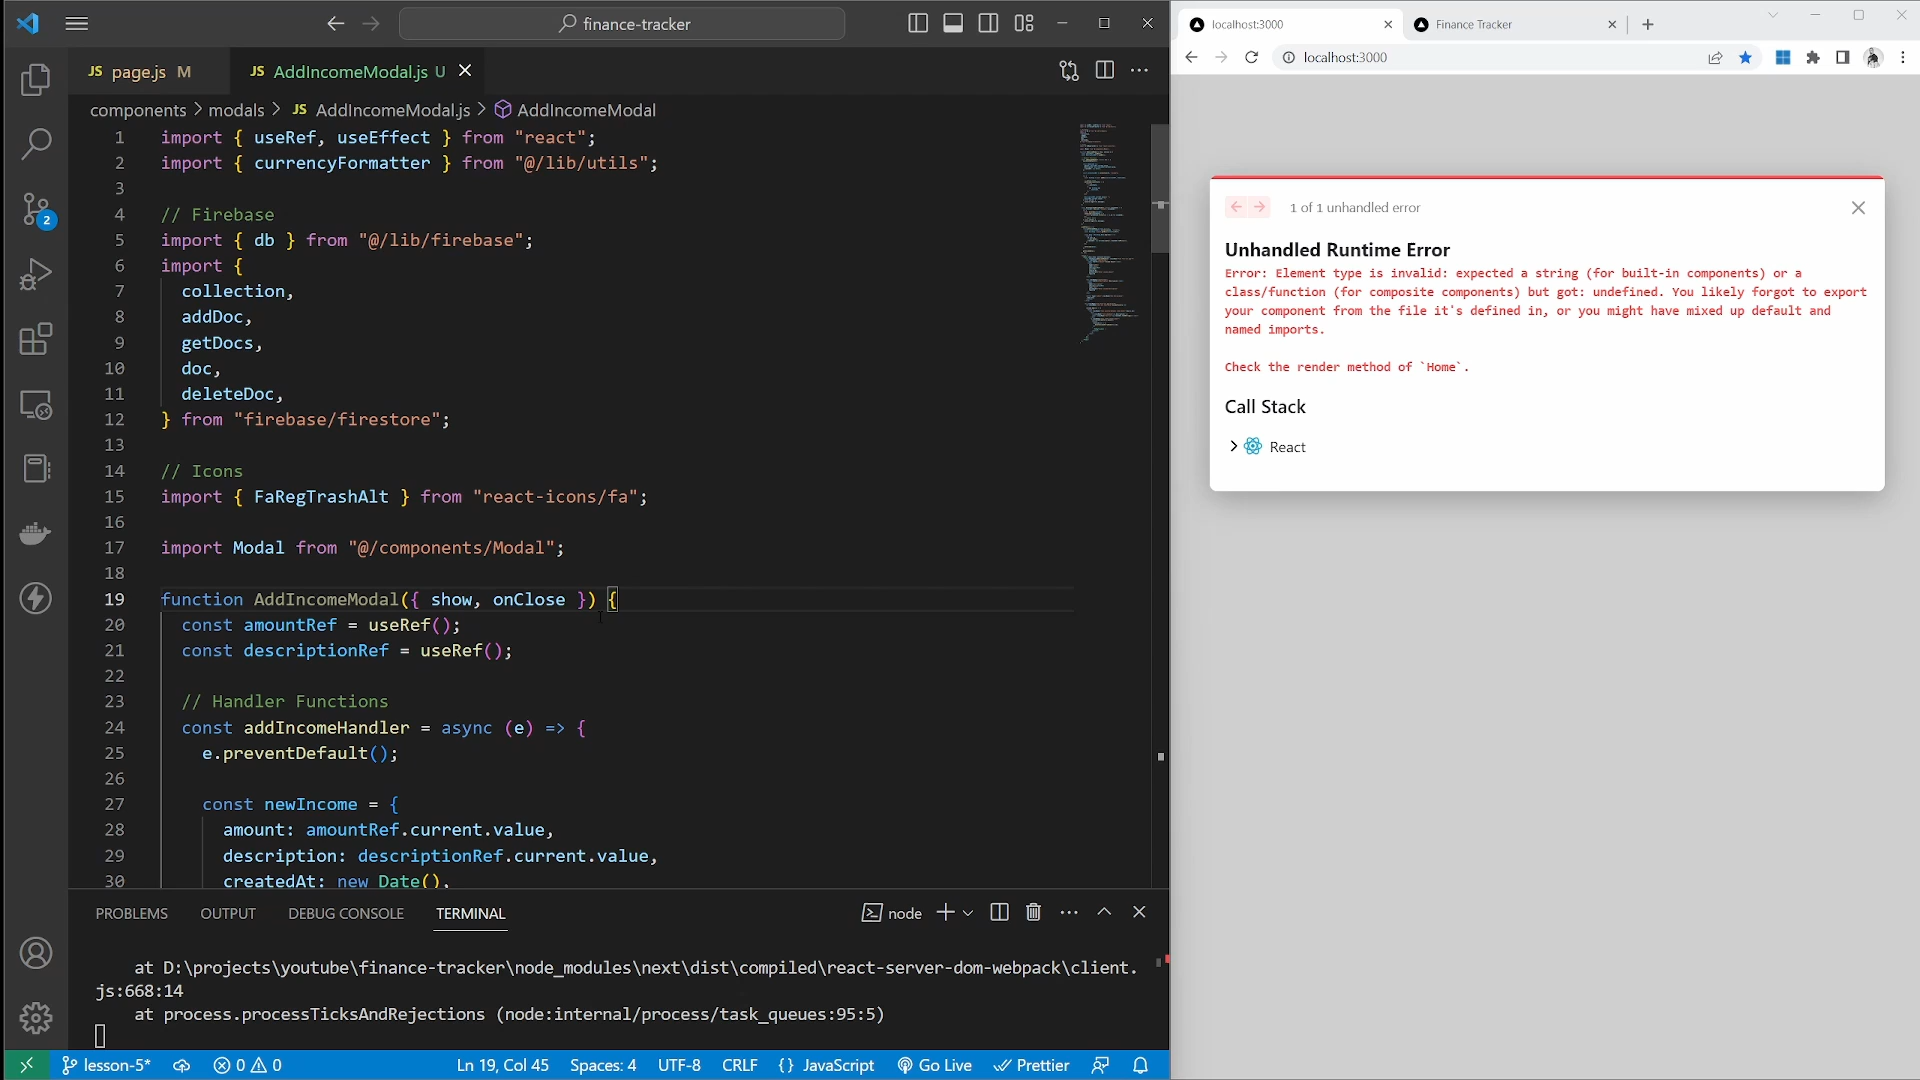 finance-tracker
JS page.js M
JS AddIncomeModal.js U
components > modals > JS AddIncomeModal.js > AddIncomeModal
1 import { useRef, useEffect } from "react";
2 import { currencyFormatter } from "@/lib/utils";
3
4 // Firebase
5 import { db } from "@/lib/firebase";
6 import {
7 collection,
8 addDoc,
9 getDocs,
10 doc,
11 deleteDoc,
12 } from "firebase/firestore";
13
14 // Icons
15 import { FaRegTrashAlt } from "react-icons/fa";
16
17 import Modal from "@/components/Modal";
18
19 function AddIncomeModal({ show, onClose }) {
20 const amountRef = useRef();
21 const descriptionRef = useRef();
22
23 // Handler Functions
24 const addIncomeHandler = async (e) => {
25 e.preventDefault();
26
27 const newIncome = {
28 amount: amountRef.current.value,
29 description: descriptionRef.current.value,
30 createdAt: new Date(),
2
PROBLEMS OUTPUT DEBUG CONSOLE TERMINAL
node
at D:\projects\youtube\finance-tracker\node_modules\next\dist\compiled\react-server-dom-webpack\client.
js:668:14
at process.processTicksAndRejections (node:internal/process/task_queues:95:5)
lesson-5* 0 0 Ln 19, Col 45 Spaces: 4 UTF-8 CRLF {} JavaScript Go Live Prettier
localhost:3000
Finance Tracker
localhost:3000
1 of 1 unhandled error
Unhandled Runtime Error
Error: Element type is invalid: expected a string (for built-in components) or a
class/function (for composite components) but got: undefined. You likely forgot to export
your component from the file it's defined in, or you might have mixed up default and
named imports.
Check the render method of `Home`.
Call Stack
React